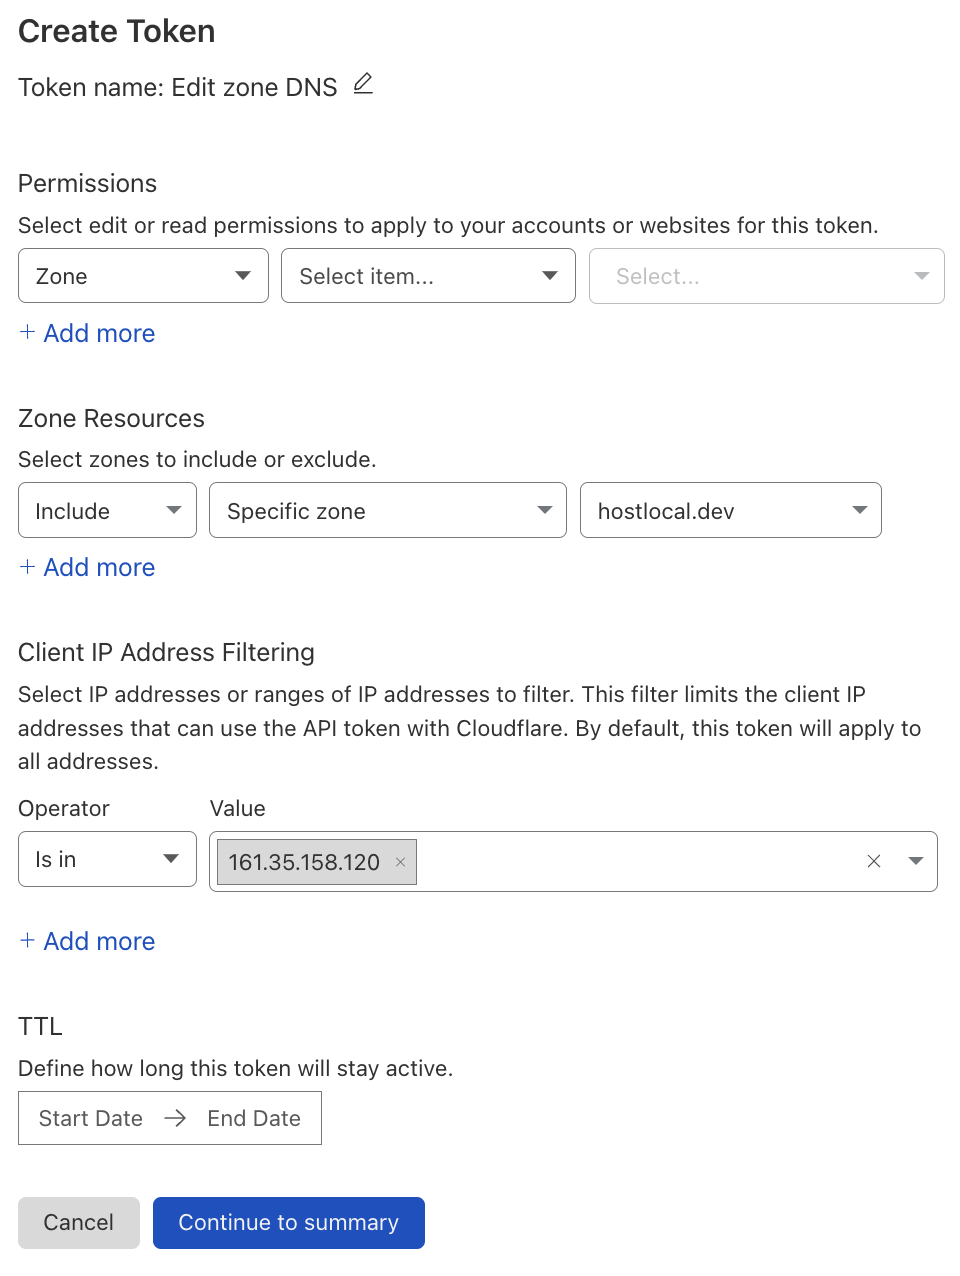 Create Token
Token name: Edit zone DNS
Permissions
Select edit or read permissions to apply to your accounts or websites for this token.
Zone Select item... Select...
+ Add more
Zone Resources
Select zones to include or exclude.
Include Specific zone hostlocal.dev
+ Add more
Client IP Address Filtering
Select IP addresses or ranges of IP addresses to filter. This filter limits the client IP
addresses that can use the API token with Cloudflare. By default, this token will apply to
all addresses.
Operator Value
Is in 161.35.158.120 ×
+ Add more
TTL
Define how long this token will stay active.
Start Date → End Date
Cancel Continue to summary